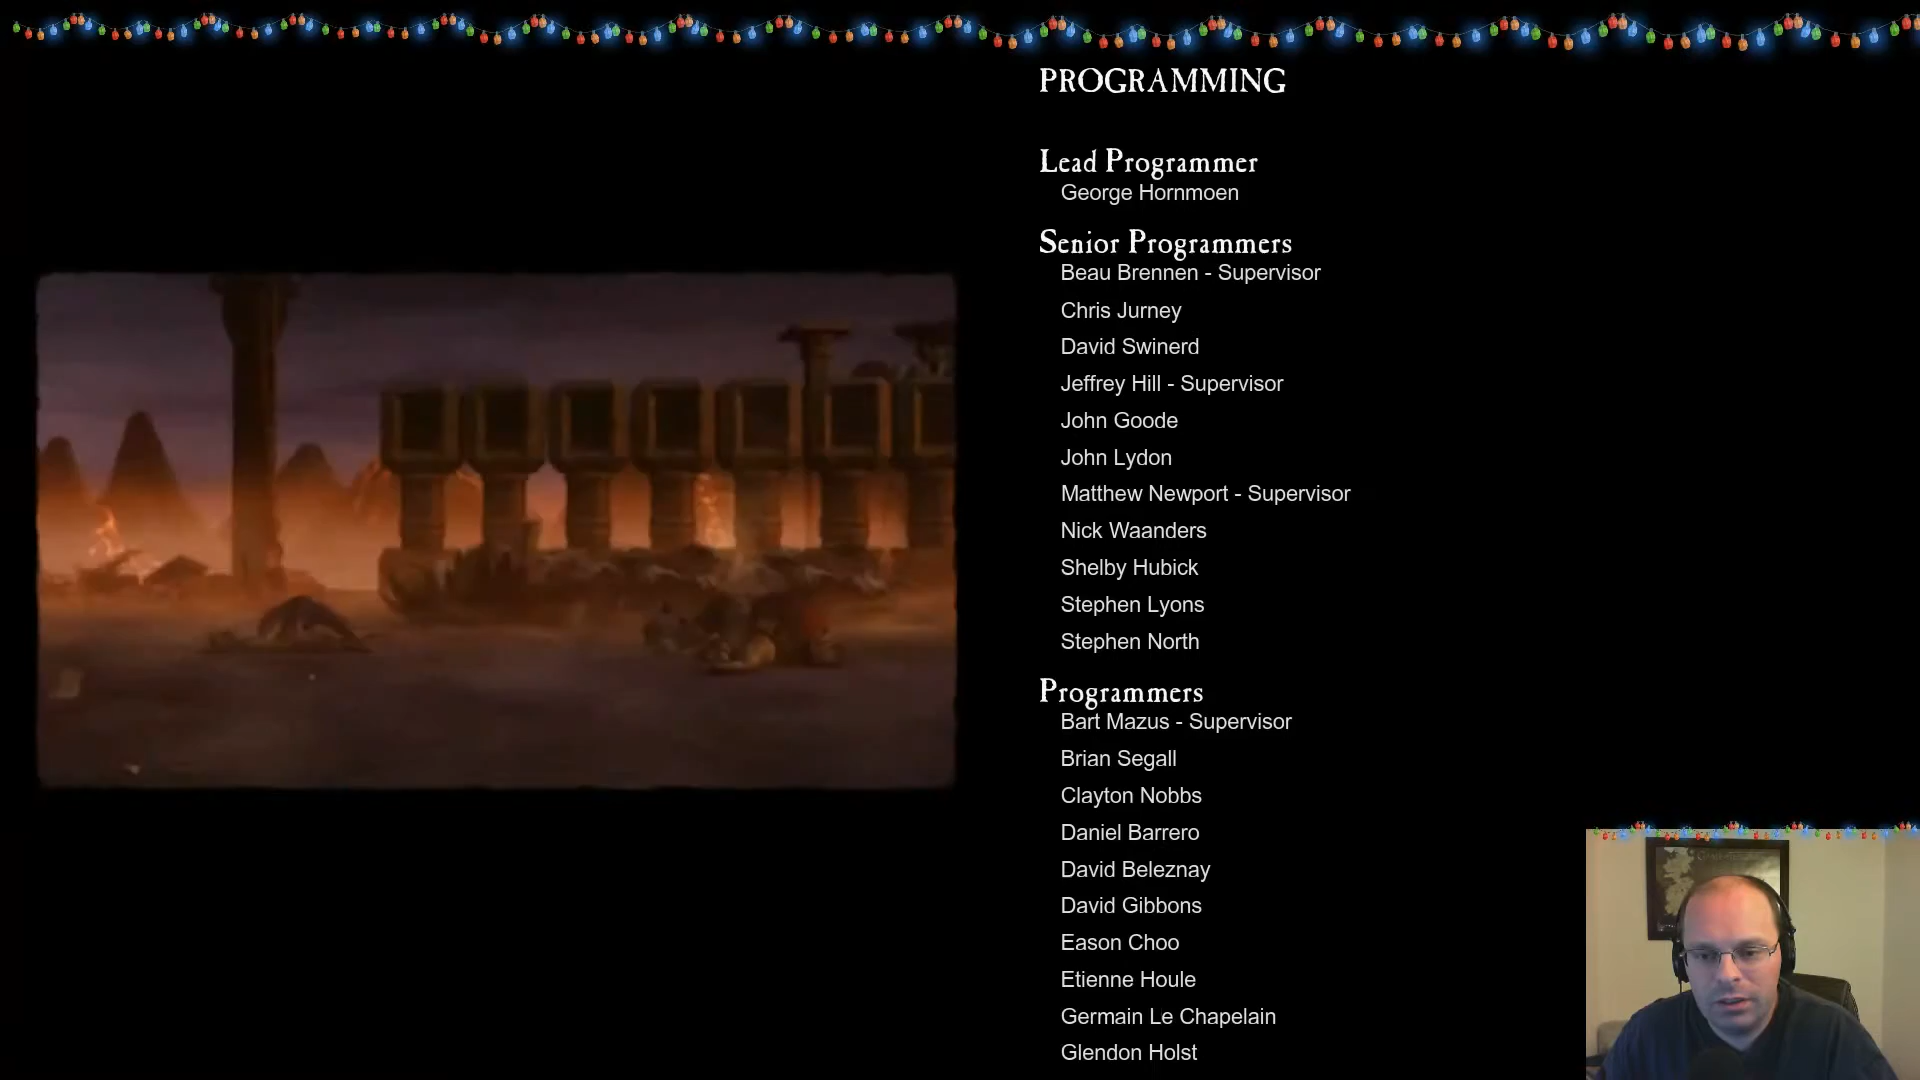 PROGRAMMING
Lead Programmer
George Hornmoen
Senior Programmers
Beau Brennen - Supervisor
Chris Jurney
David Swinerd
Jeffrey Hill - Supervisor
John Goode
John Lydon
Matthew Newport - Supervisor
Nick Waanders
Shelby Hubick
Stephen Lyons
Stephen North
Programmers
Bart Mazus - Supervisor
Brian Segall
Clayton Nobbs
Daniel Barrero
David Beleznay
David Gibbons
Eason Choo
Etienne Houle
Germain Le Chapelain
Glendon Holst